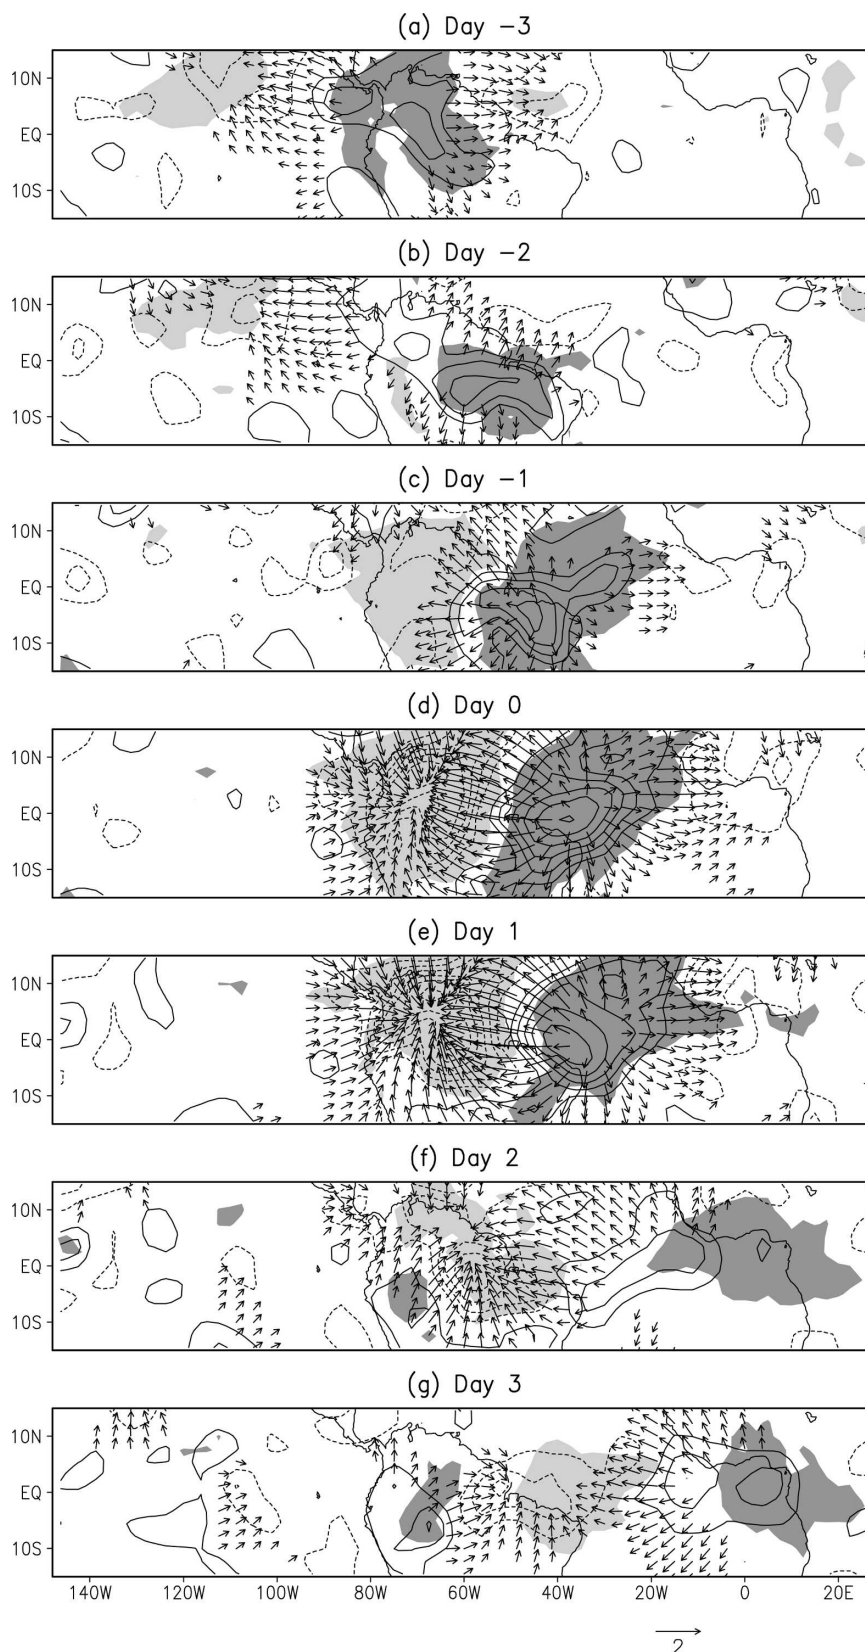 (a) Day −3
10N
EQ
10S
(b) Day −2
10N
EQ
10S
(c) Day −1
10N
EQ
10S
(d) Day 0
10N
EQ
10S
(e) Day 1
10N
EQ
10S
(f) Day 2
10N
EQ
10S
(g) Day 3
10N
EQ
10S
140W 120W 100W 80W 60W 40W 20W 0 20E
2